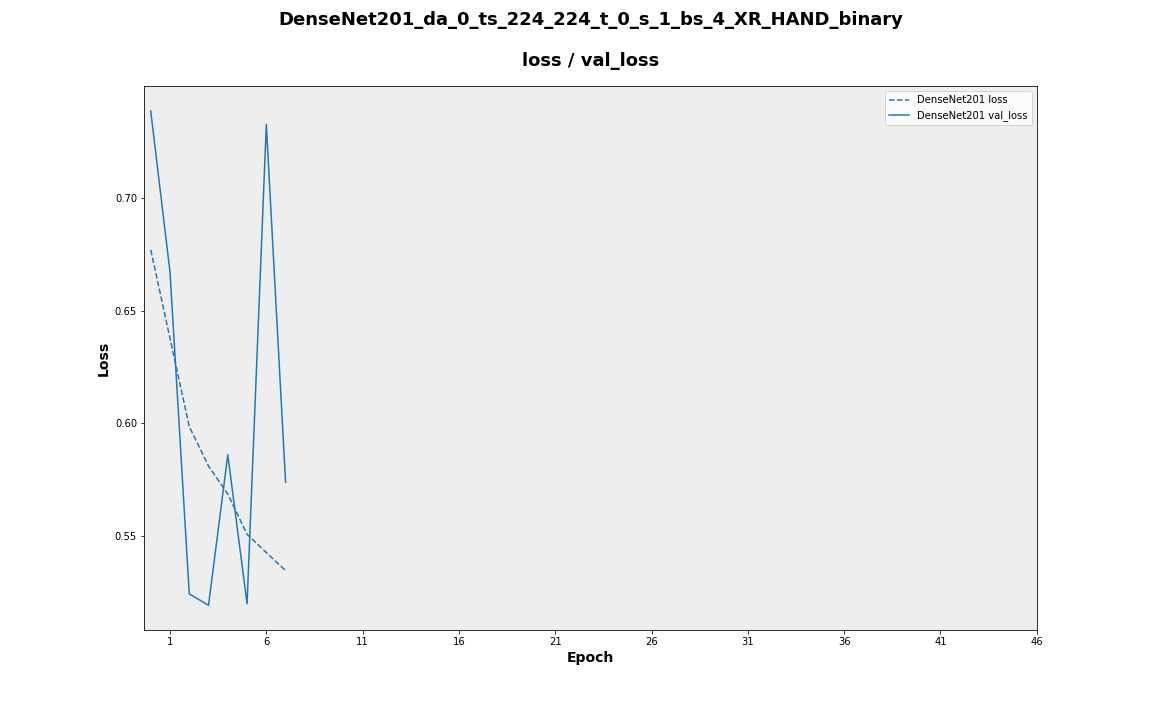 DenseNet201_da_0_ts_224_224_t_0_s_1_bs_4_XR_HAND_binary
loss / val_loss
DenseNet201 loss
DenseNet201 val_loss
0.70
0.65
0.60
0.55
Loss
1 6 11 16 21 26 31 36 41 46
Epoch